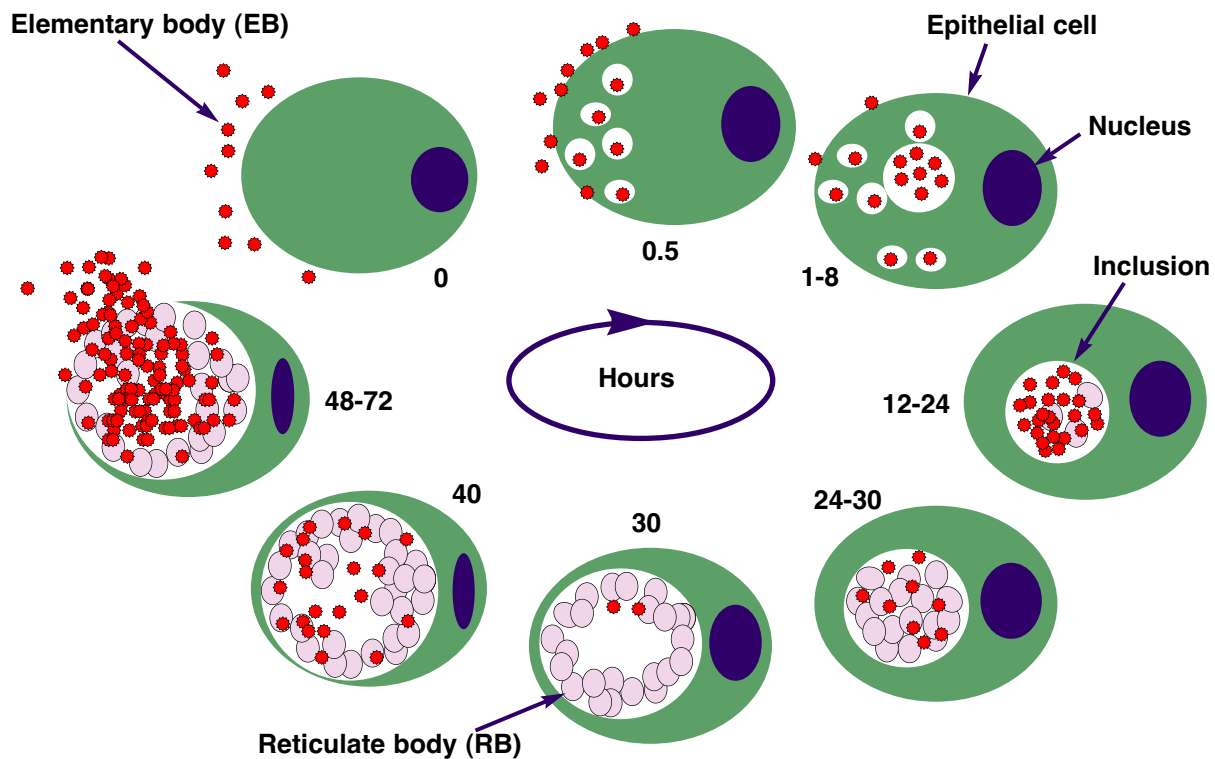 Elementary body (EB)
Epithelial cell
Nucleus
0
0.5
1-8
Inclusion
Hours
48-72
12-24
40
30
24-30
Reticulate body (RB)